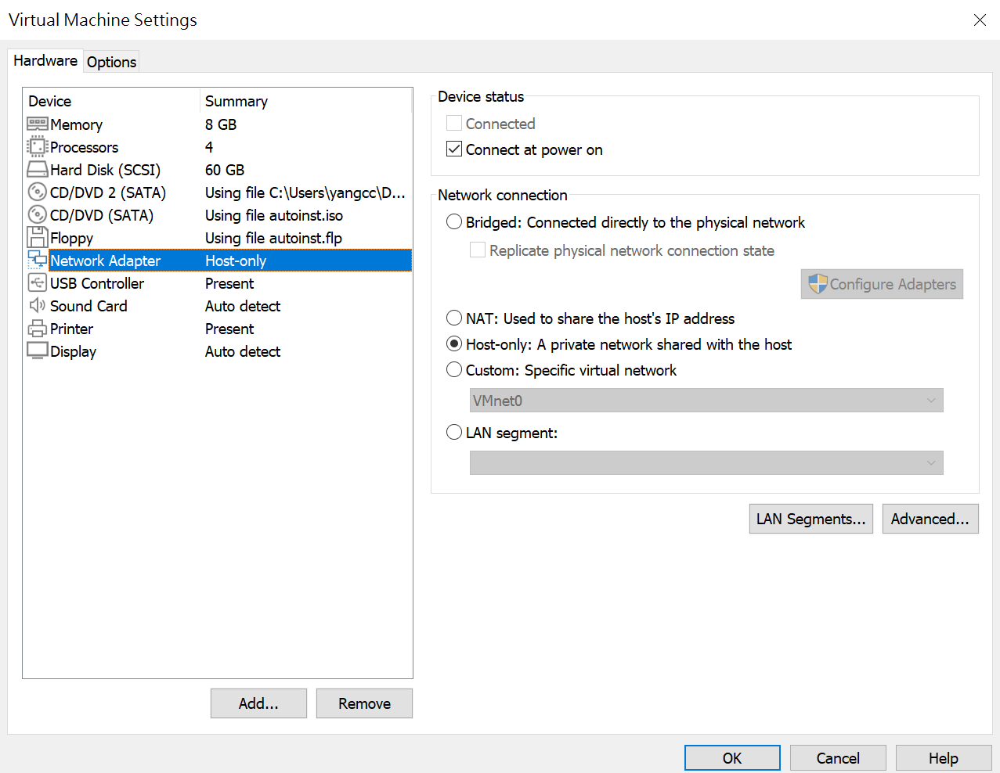 Virtual Machine Settings
Hardware
Options
Device Summary
Memory 8 GB
Processors 4
Hard Disk (SCSI) 60 GB
CD/DVD 2 (SATA) Using file C:\Users\yangcc\D...
CD/DVD (SATA) Using file autoinst.iso
Floppy Using file autoinst.flp
Network Adapter Host-only
USB Controller Present
Sound Card Auto detect
Printer Present
Display Auto detect
Add...
Remove
Device status
Connected
Connect at power on
Network connection
Bridged: Connected directly to the physical network
Replicate physical network connection state
Configure Adapters
NAT: Used to share the host's IP address
Host-only: A private network shared with the host
Custom: Specific virtual network
VMnet0
LAN segment:
LAN Segments...
Advanced...
OK
Cancel
Help